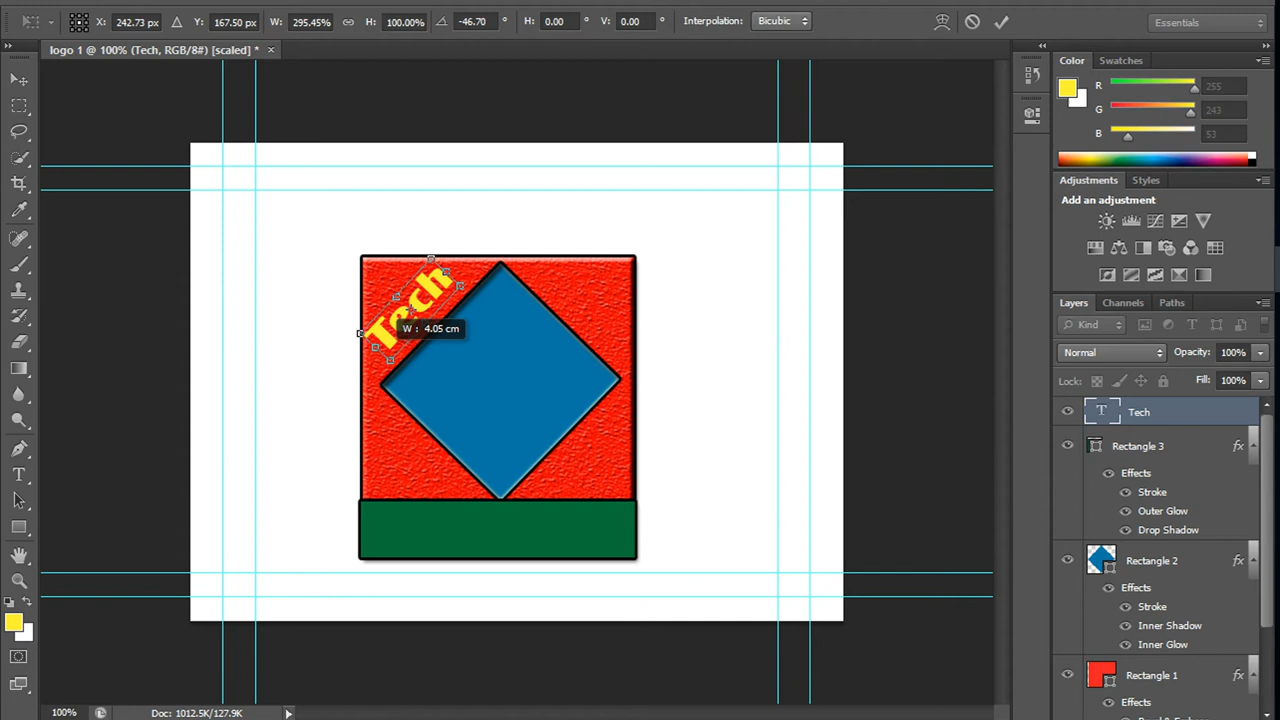 X: 242.73 px Y: 167.50 px W: 295.45% H: 100.00% -46.70 ° H: 0.00 ° V: 0.00 ° Interpolation: Bicubic Essentials
logo 1 @ 100% (Tech, RGB/8#) [scaled] * ×
Color Swatches
R 255
G 243
B 53
Adjustments Styles
Add an adjustment
Tech
W : 4.05 cm
Layers Channels Paths
Kind
Normal Opacity: 100%
Lock: Fill: 100%
T Tech
Rectangle 3 fx
Effects
Stroke
Outer Glow
Drop Shadow
Rectangle 2 fx
Effects
Stroke
Inner Shadow
Inner Glow
Rectangle 1 fx
Effects
100% Doc: 1012.5K/127.9K